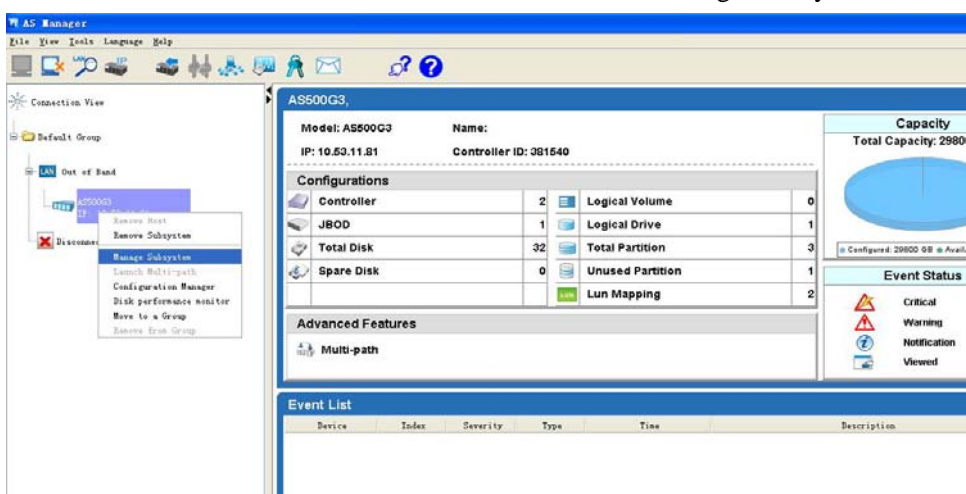 AS Manager
File View Tools Language Help
Connection View
Default Group
LAN Out of Band
AS500G3
IP:
Disconnec
Remove Host
Remove Subsystem
Manage Subsystem
Launch Multi-path
Configuration Manager
Disk performance monitor
Move to a Group
Remove from Group
AS500G3,
Model: AS500G3 Name:
IP: 10.53.11.81 Controller ID: 381540
Configurations
Controller 2 Logical Volume 0
JBOD 1 Logical Drive 1
Total Disk 32 Total Partition 3
Spare Disk 0 Unused Partition 1
LUN Lun Mapping 2
Advanced Features
Multi-path
Capacity
Total Capacity: 2980
Configured: 29800 GB Avail
Event Status
Critical
Warning
Notification
Viewed
Event List
Device Index Severity Type Time Description